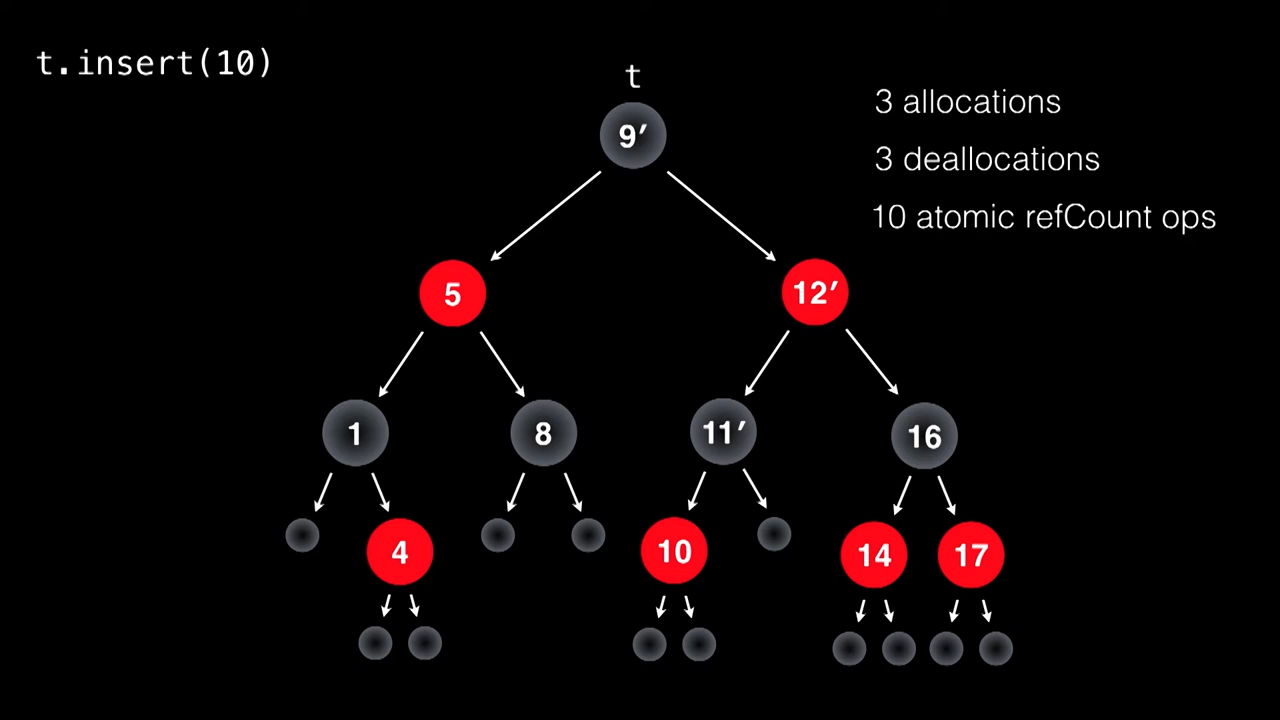 t.insert(10)
t
3 allocations
3 deallocations
10 atomic refCount ops
9′
5
12′
1
8
11′
16
4
10
14
17